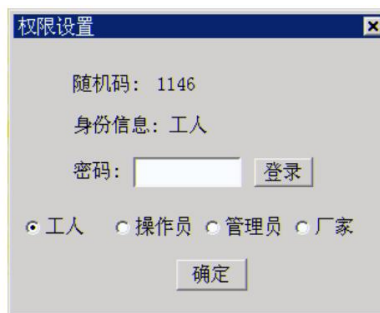 权限设置
随机码: 1146
身份信息: 工人
密码: 登录
工人 操作员 管理员 厂家
确定